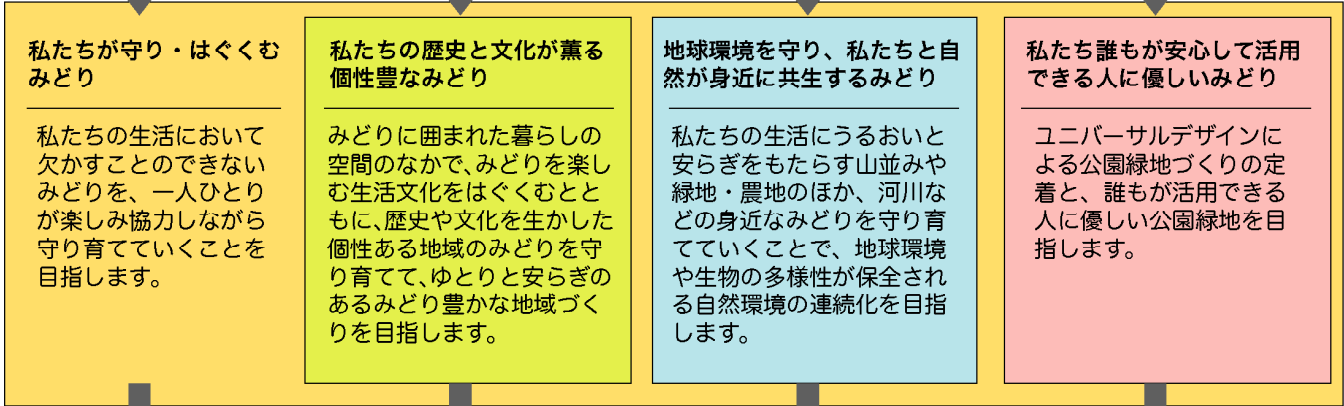 私たちが守り・はぐくむ
みどり
私たちの生活において
欠かすことのできない
みどりを、一人ひとり
が楽しみ協力しながら
守り育てていくことを
目指します。
私たちの歴史と文化が薫る
個性豊なみどり
みどりに囲まれた暮らしの
空間のなかで、みどりを楽し
む生活文化をはぐくむとと
もに、歴史や文化を生かした
個性ある地域のみどりを守
り育てて、ゆとりと安らぎの
あるみどり豊かな地域づく
りを目指します。
地球環境を守り、私たちと自
然が身近に共生するみどり
私たちの生活にうるおいと
安らぎをもたらす山並みや
緑地・農地のほか、河川な
どの身近なみどりを守り育
てていくことで、地球環境
や生物の多様性が保全され
る自然環境の連続化を目指
します。
私たち誰もが安心して活用
できる人に優しいみどり
ユニバーサルデザインに
よる公園緑地づくりの定
着と、誰もが活用できる
人に優しい公園緑地を目
指します。